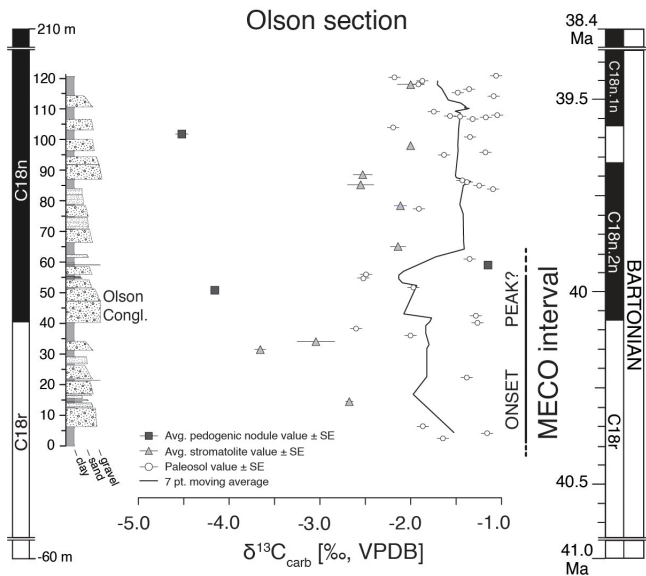 Olson section
210 m
38.4
Ma
120
110
100
90
80
70
60
50
40
30
20
10
0
C18n
C18r
-60 m
Olson
Congl.
clay
sand
gravel
Avg. pedogenic nodule value ± SE
Avg. stromatolite value ± SE
Paleosol value ± SE
7 pt. moving average
-5.0
-4.0
-3.0
-2.0
-1.0
δ13Ccarb [‰, VPDB]
ONSET
PEAK?
MECO interval
39.5
40
40.5
41.0
Ma
C18n.1n
C18n.2n
C18r
BARTONIAN